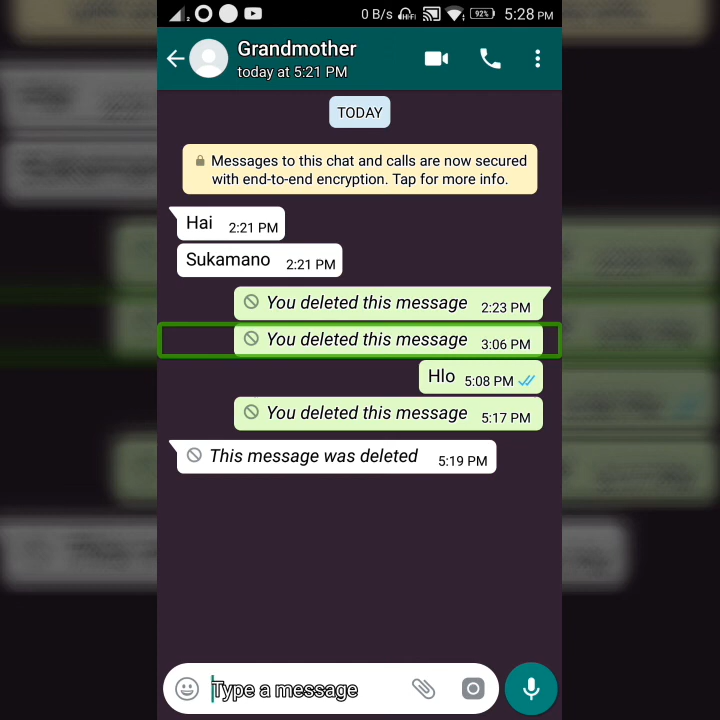 0 B/s 92% 5:28 PM
Grandmother
today at 5:21 PM
TODAY
Messages to this chat and calls are now secured
with end-to-end encryption. Tap for more info.
Hai 2:21 PM
Sukamano 2:21 PM
You deleted this message 2:23 PM
You deleted this message 3:06 PM
Hlo 5:08 PM
You deleted this message 5:17 PM
This message was deleted 5:19 PM
Type a message